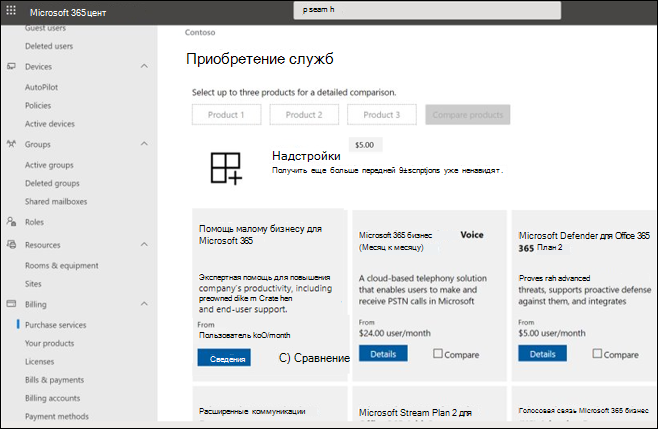 Microsoft 365цент
p seam h
Guest users
Deleted users
Devices
AutoPilot
Policies
Active devices
Groups
Active groups
Deleted groups
Shared mailboxes
Roles
Resources
Rooms & equipment
Sites
Billing
Purchase services
Your products
Licenses
Bills & payments
Billing accounts
Payment methods
Contoso
Приобретение служб
Select up to three products for a detailed comparison.
Product 1
Product 2
Product 3
Compare products
$5.00
Надстройки
Получить еще больше передней 9±scnptjons уже ненавидят.
Помощь малому бизнесу для
Microsoft 365
Экспертная помощь для повышения
company's productivity, including
preowned dike m Crate hen
and end-user support.
From
Пользователь koO/month
Сведения
C) Сравнение
Microsoft 365 бизнес Voice
(Месяц к месяцу)
A cloud-based telephony solution
that enables users to make and
receive PSTN calls in Microsoft
From
$24.00 user/month
Details
Compare
Microsoft Defender для Office 365
365 План 2
Proves rah advanced
threats, supports proactive defense
against them, and integrates
From
$5.00 user/month
Details
Compare
Расширенные коммуникации
Microsoft Stream Plan 2 для
Голосовая связь Microsoft 365 бизнес